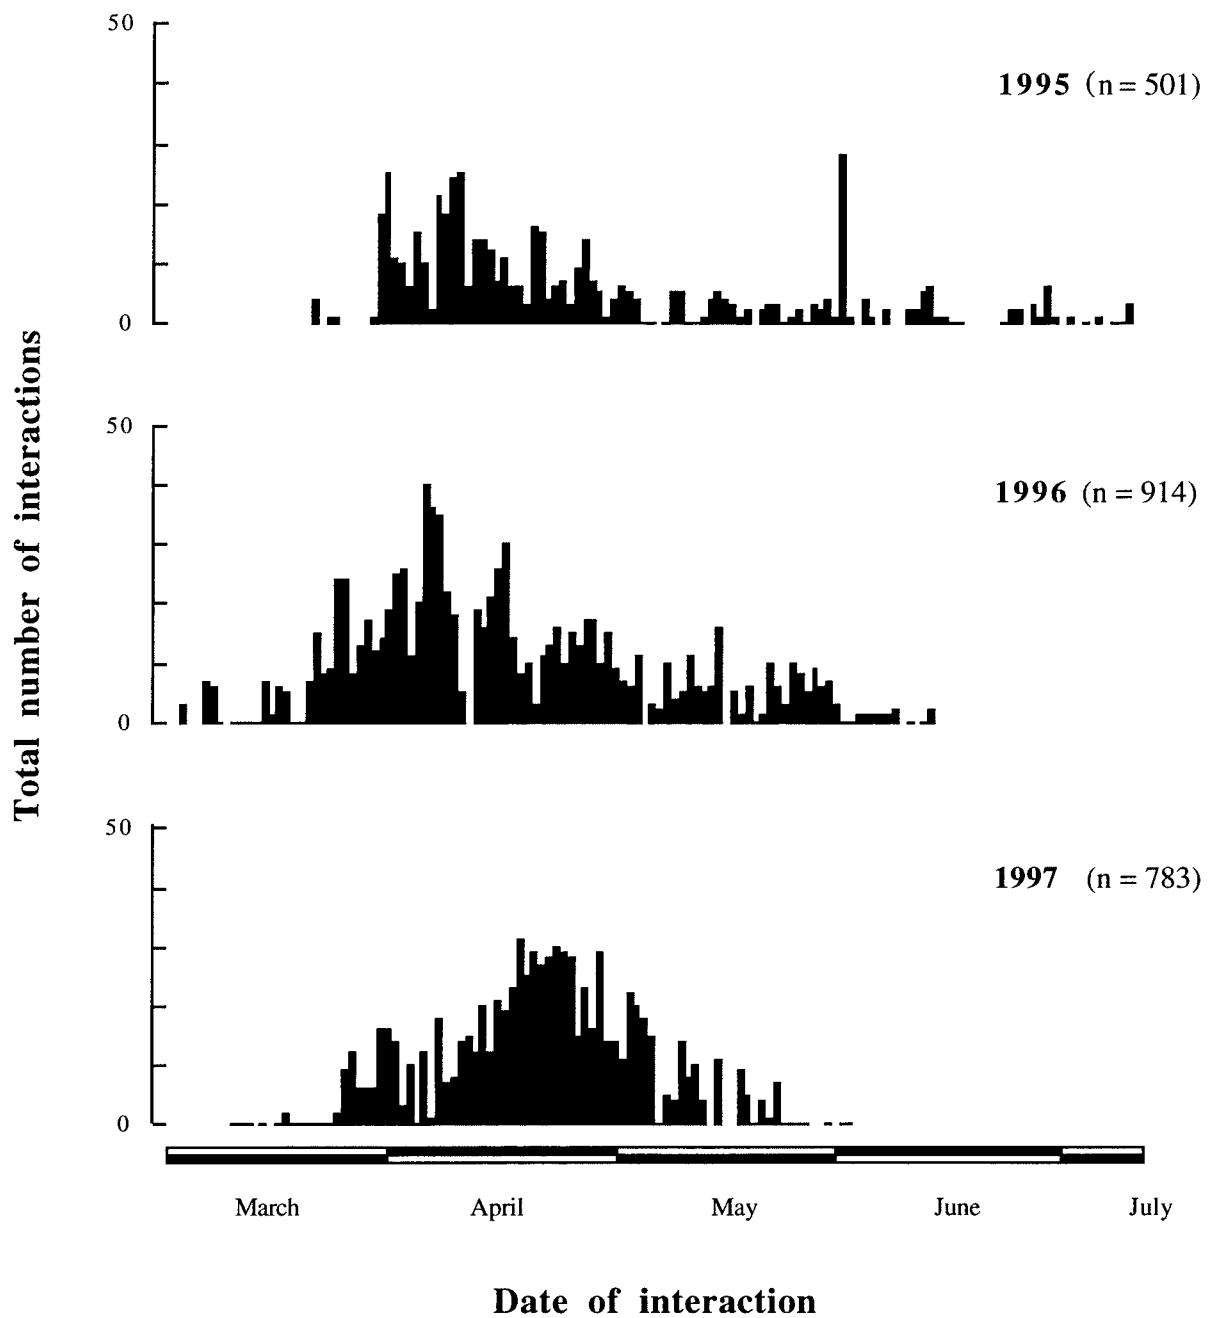 50
1995 (n = 501)
0
50
1996 (n = 914)
0
50
1997 (n = 783)
0
Total number of interactions
March April May June July
Date of interaction